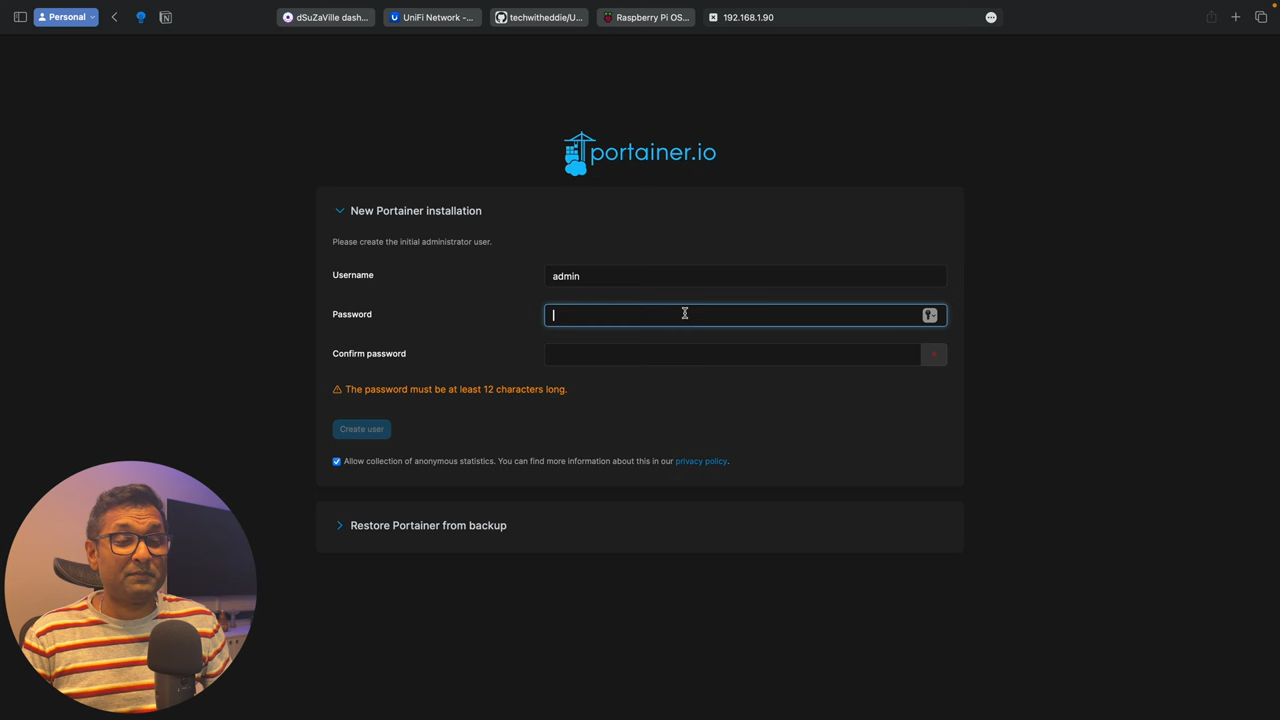 Personal
dSuZaVille dash...
UniFi Network -...
techwitheddie/U...
Raspberry Pi OS...
192.168.1.90
portainer.io
New Portainer installation
Please create the initial administrator user.
Username
admin
Password
Confirm password
The password must be at least 12 characters long.
Create user
Allow collection of anonymous statistics. You can find more information about this in our privacy policy.
Restore Portainer from backup